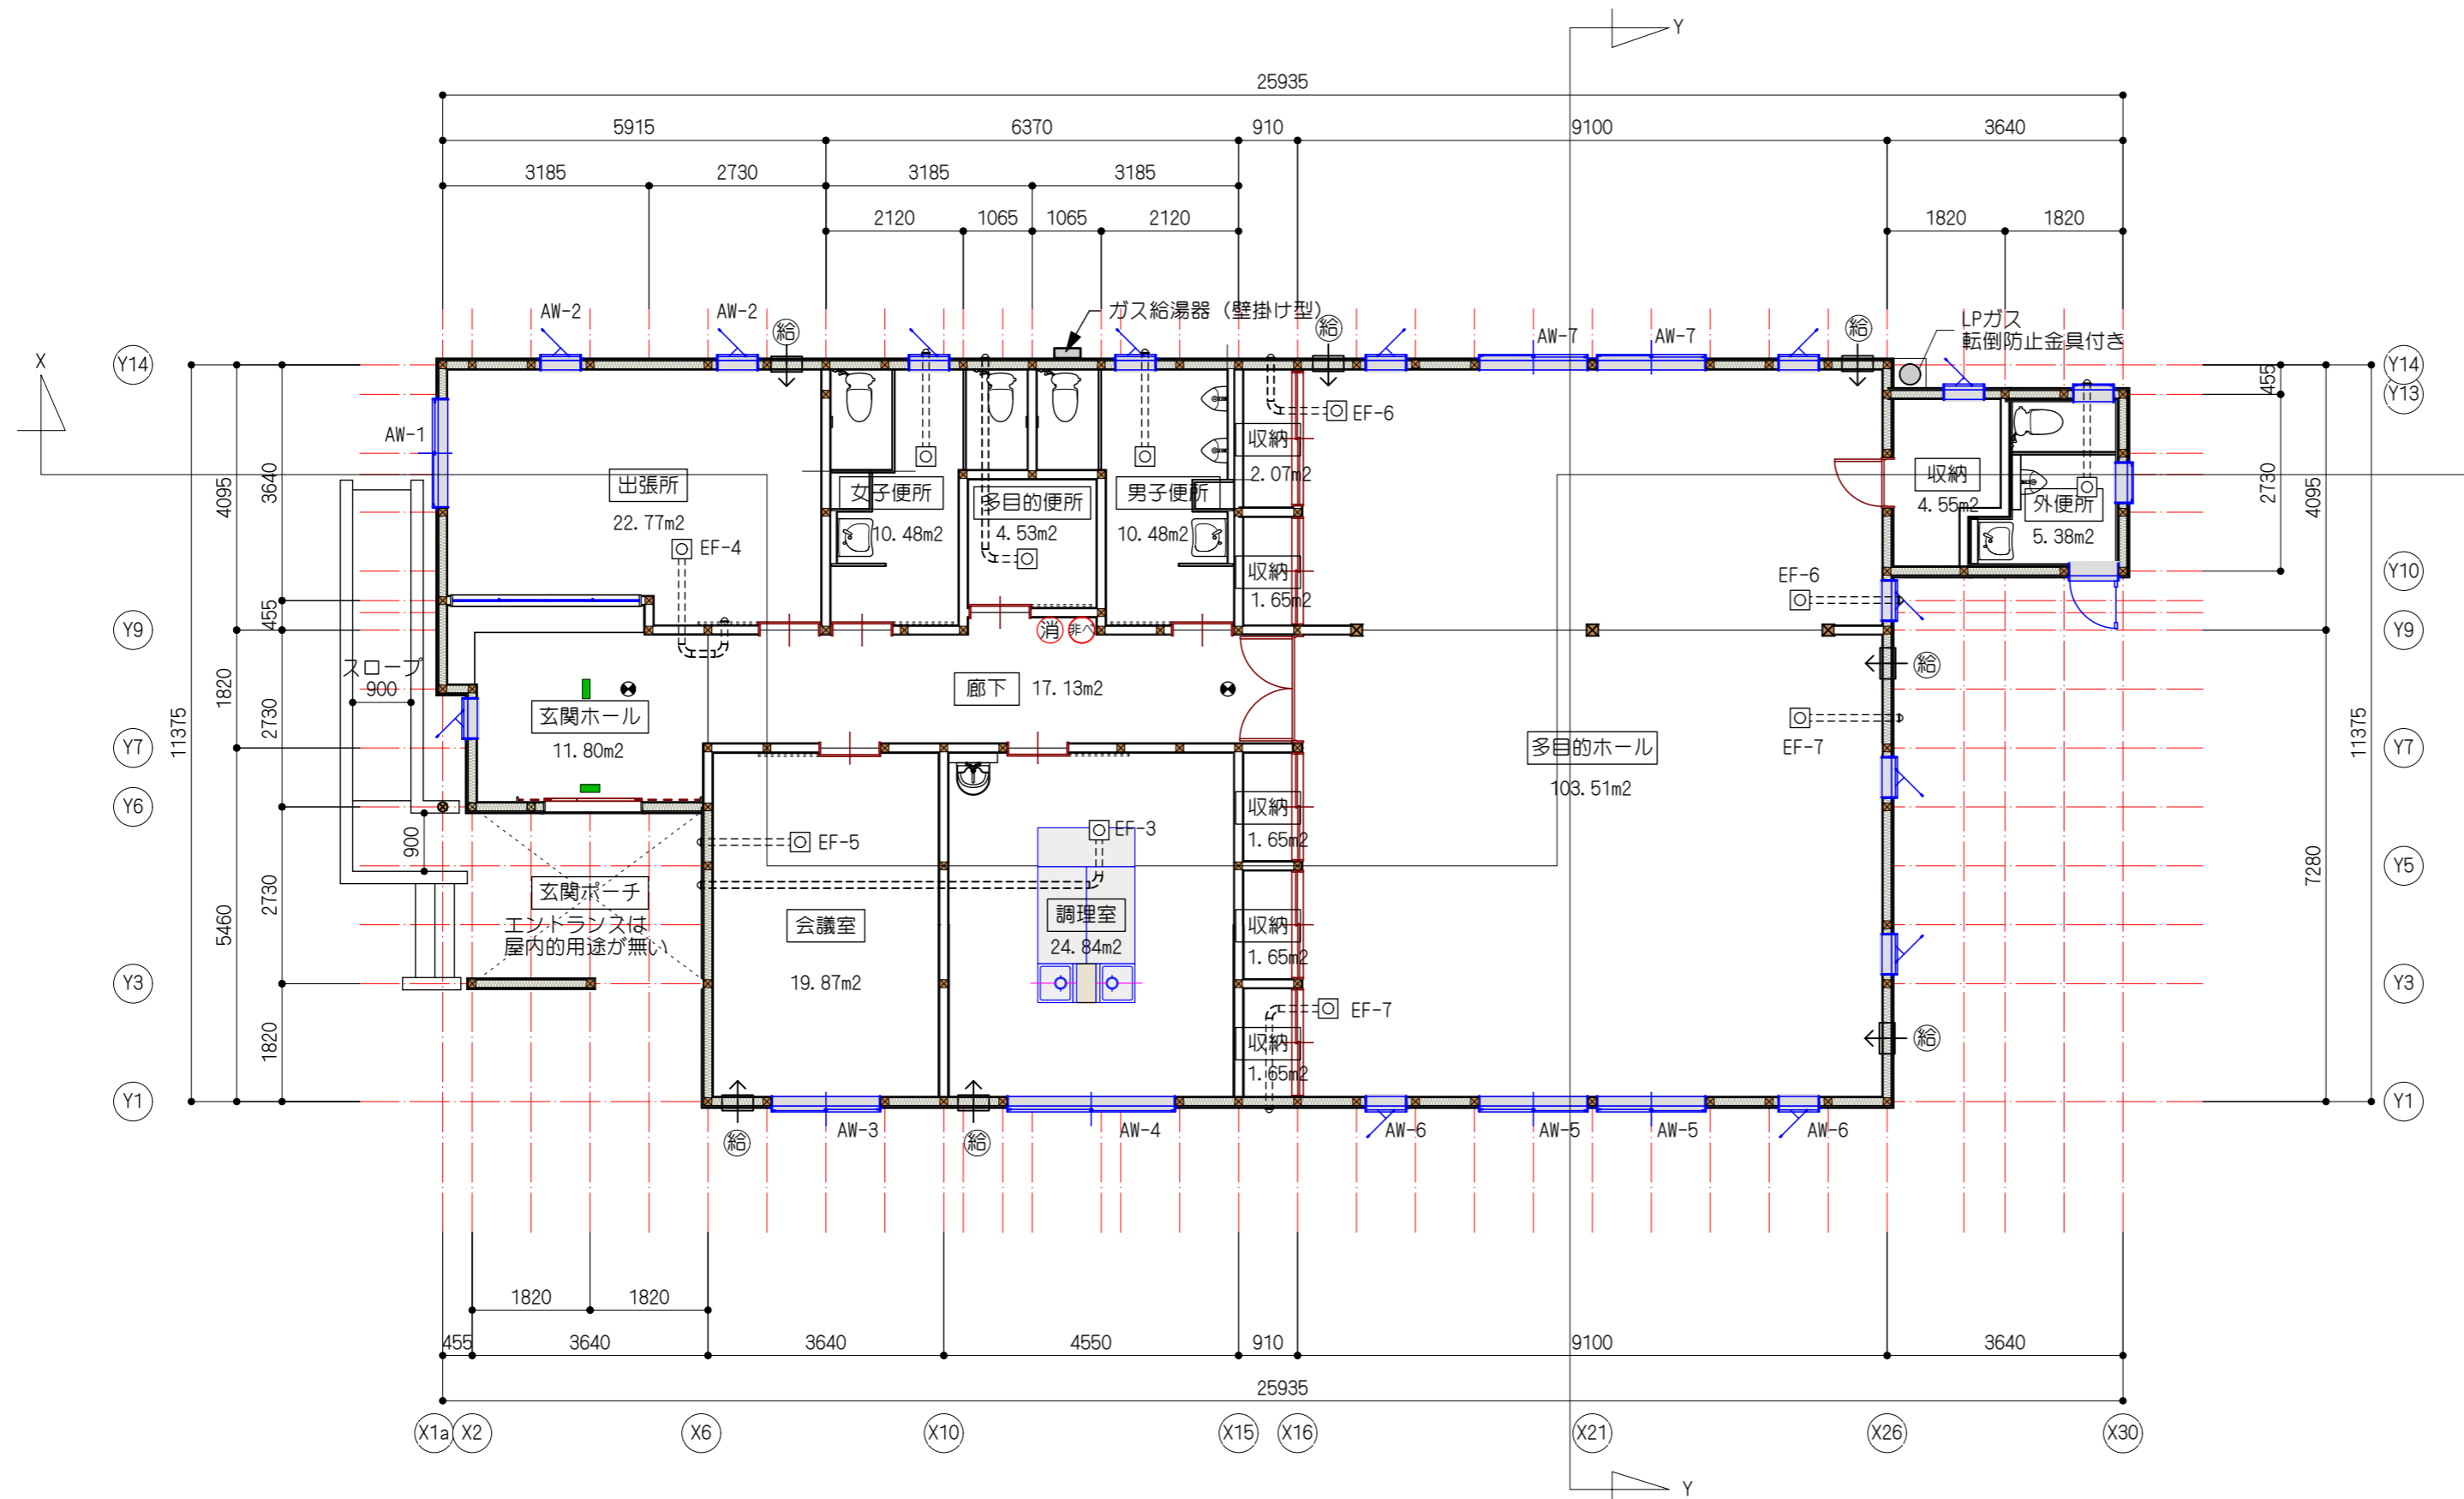 Y
25935
5915 6370 910 9100 3640
3185 2730 3185 3185
2120 1065 1065 2120 1820 1820
AW-2 AW-2 給 ガス給湯器（壁掛け型） 給 AW-7 AW-7 給 LPガス
転倒防止金具付き
X
Y14 Y14
455 Y13
AW-1
EF-6
収納
2.07m2
4095 3640
出張所
22.77m2
EF-4
女子便所
10.48m2
多目的便所
4.53m2
男子便所
10.48m2
収納
4.55m2
外便所
5.38m2
2730 4095
収納
1.65m2
EF-6
Y10
455
Y9 Y9
消 非ベ
スロープ
900
給
1820 2730
廊下 17.13m2
玄関ホール
11.80m2
11375 11375
EF-7
多目的ホール
103.51m2
Y7 Y7
収納
1.65m2
Y6 Y6
900
EF-5
EF-3
玄関ポーチ
エントランスは
屋内的用途が無い
Y5
5460 2730 7280
会議室
19.87m2
調理室
24.84m2
収納
1.65m2
Y3 Y3
EF-7
収納
1.65m2
給
1820
Y1 Y1
給 AW-3 給 AW-4 AW-6 AW-5 AW-5 AW-6
1820 1820
455 3640 3640 4550 910 9100 3640
25935
X1a X2 X6 X10 X15 X16 X21 X26 X30
Y